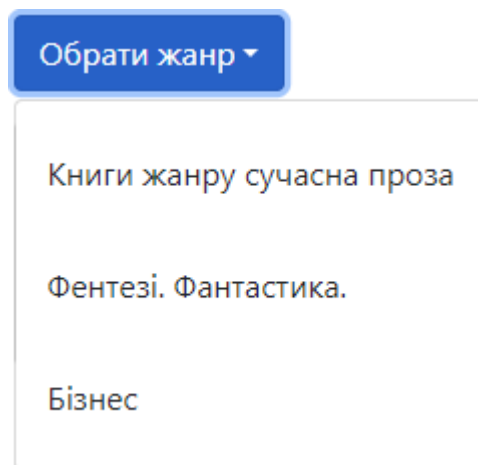 Обрати жанр
Книги жанру сучасна проза
Фентезі. Фантастика.
Бізнес